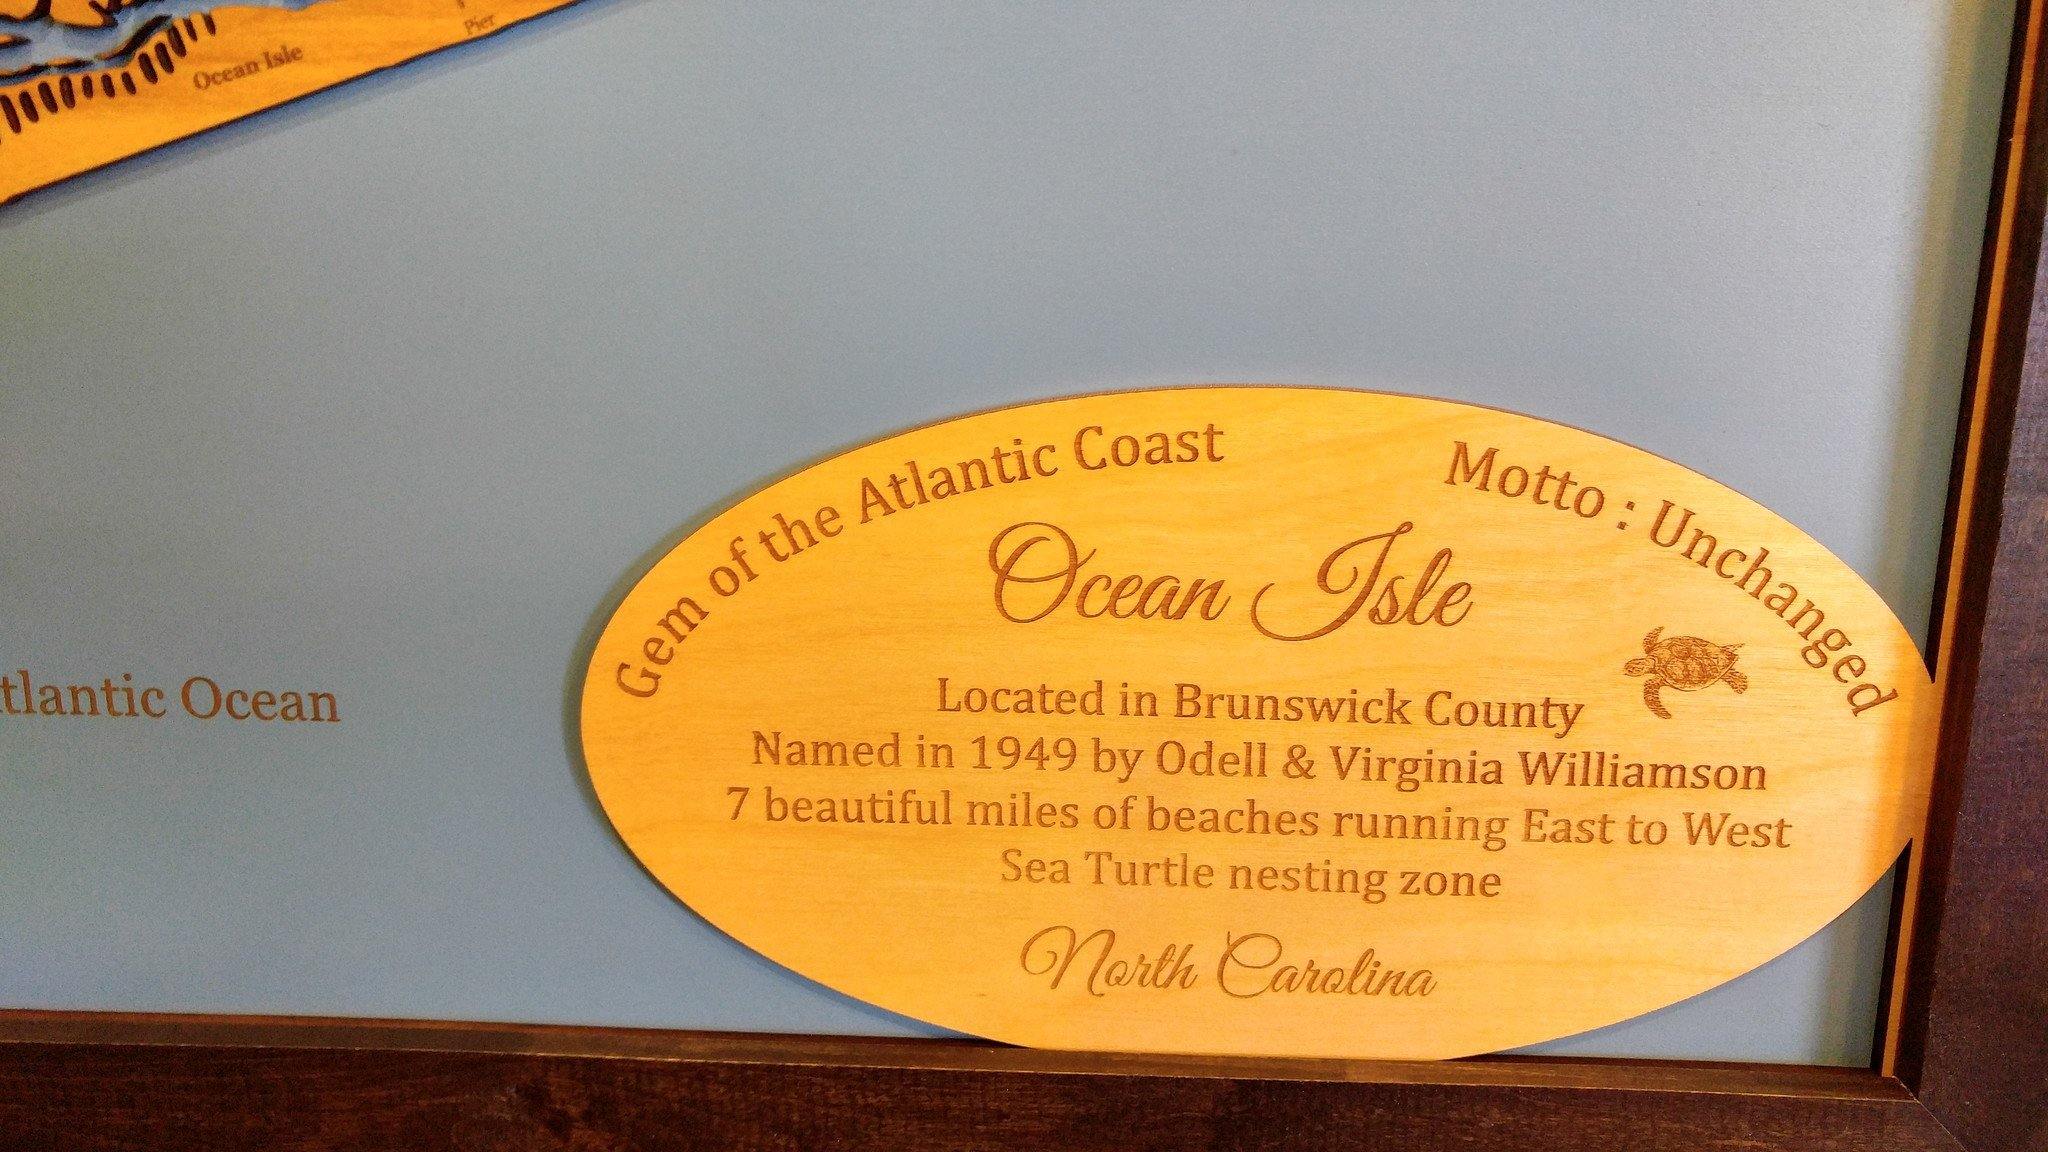 Pier
Ocean Isle
Gem of the Atlantic Coast
Motto : Unchanged
Ocean Isle
Located in Brunswick County
Named in 1949 by Odell & Virginia Williamson
7 beautiful miles of beaches running East to West
Sea Turtle nesting zone
North Carolina
tlantic Ocean